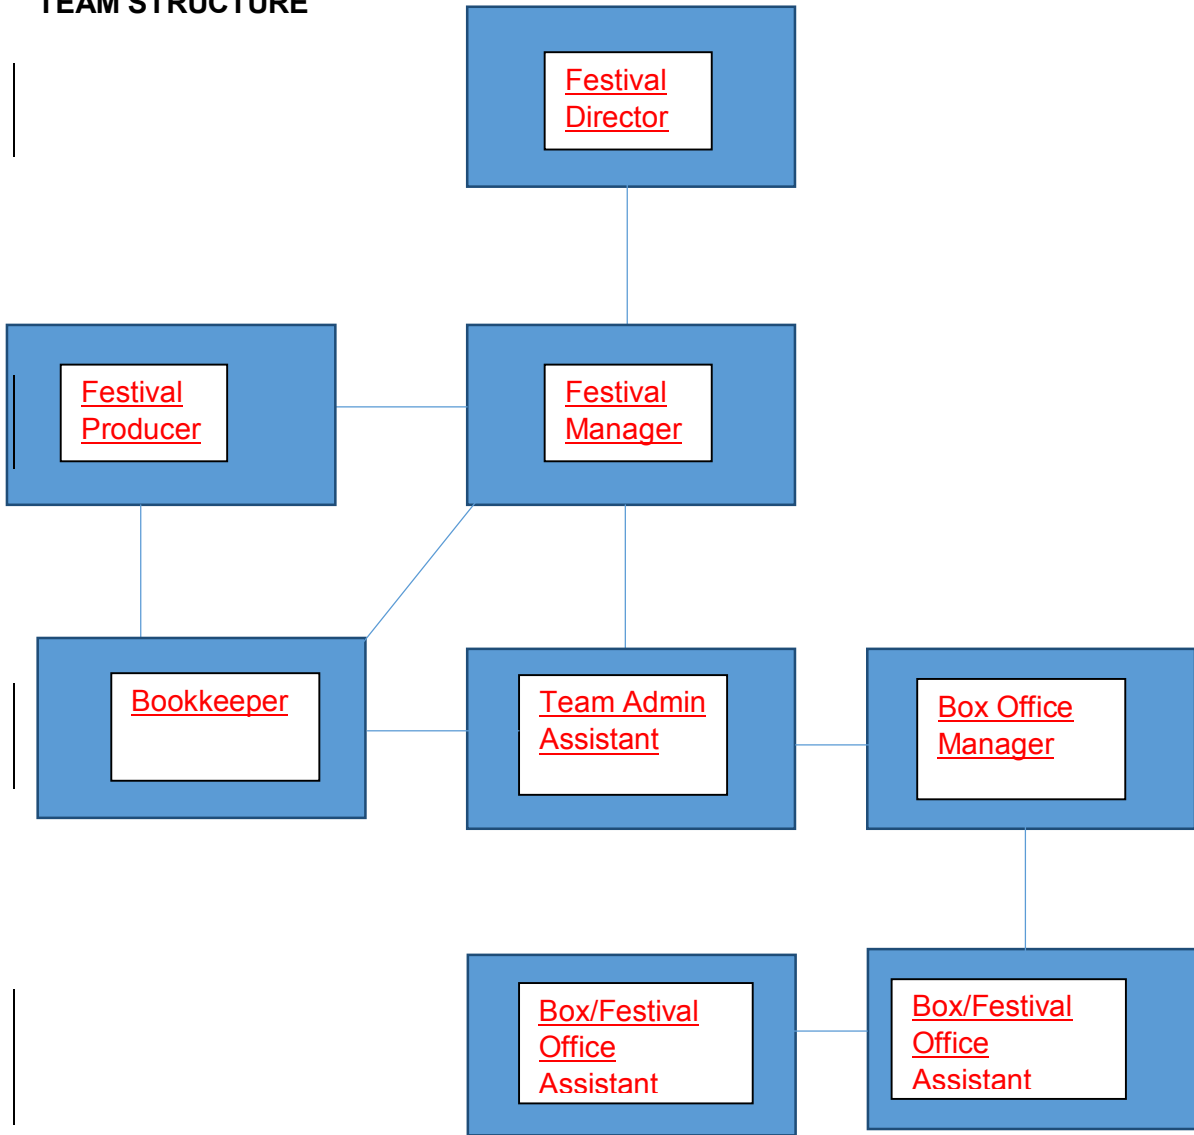 TEAM STRUCTURE
Festival
Director
Festival
Producer
Festival
Manager
Bookkeeper
Team Admin
Assistant
Box Office
Manager
Box/Festival
Office
Assistant
Box/Festival
Office
Assistant